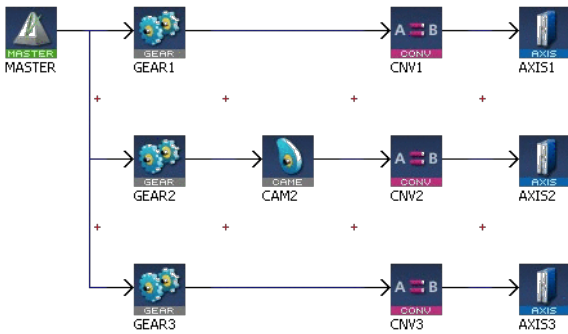 MASTER GEAR A B CONV AXIS
MASTER GEAR1 CNV1 AXIS1
GEAR CAME A B CONV AXIS
GEAR2 CAM2 CNV2 AXIS2
GEAR A B CONV AXIS
GEAR3 CNV3 AXIS3